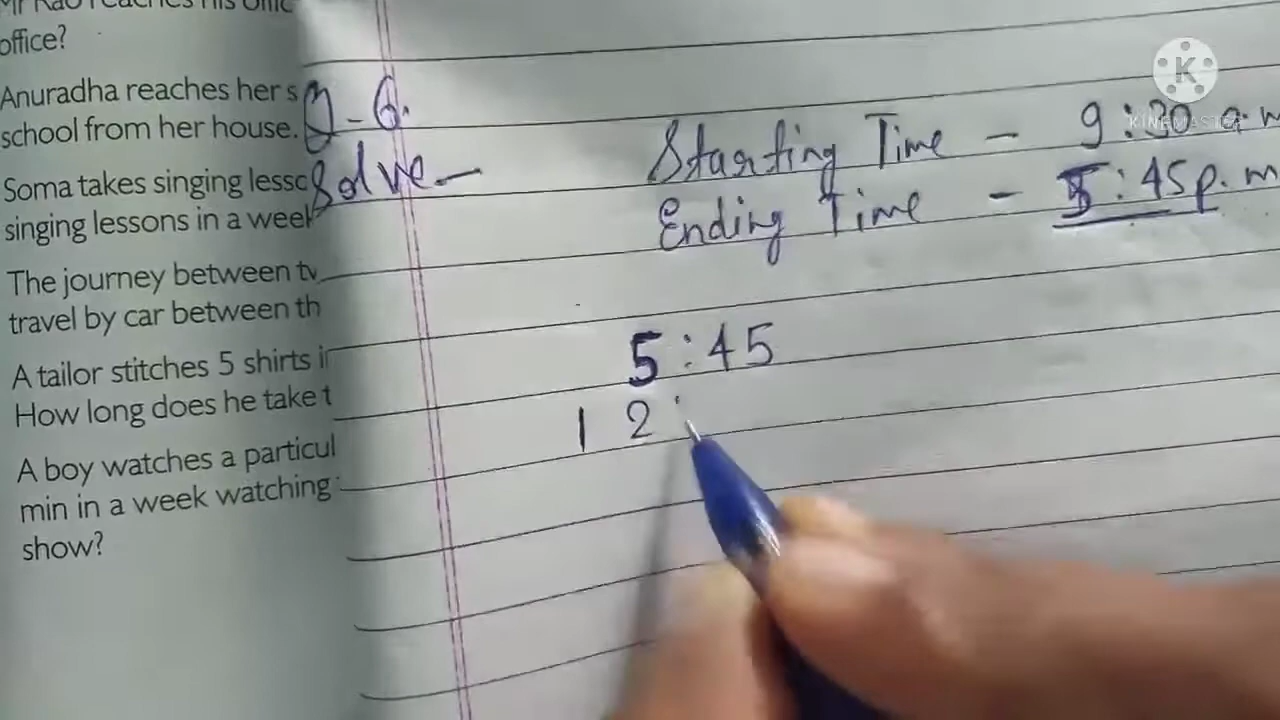 office?
Anuradha reaches her s
school from her house.
Soma takes singing lesso
singing lessons in a week
The journey between tw
travel by car between th
A tailor stitches 5 shirts in
How long does he take t
A boy watches a particul
min in a week watching
show?
Q-6.
Solve-
Starting Time - 9:30 a.m
Ending Time - 5:45 p.m
5:45
12
K
KINEMASTER